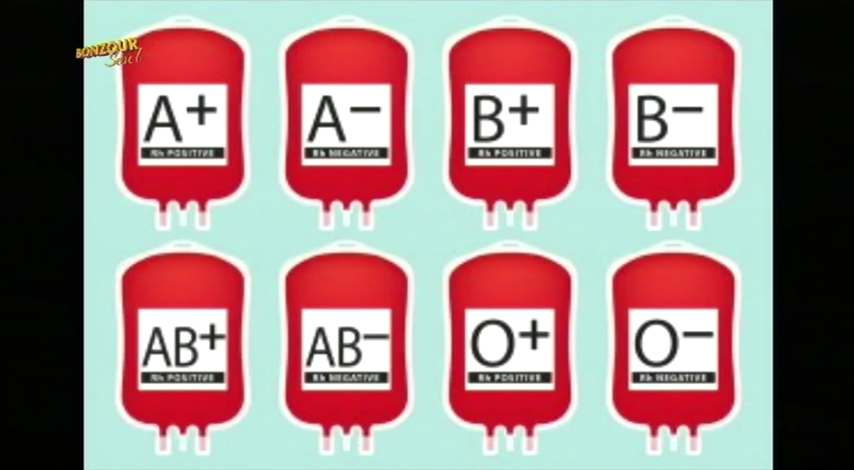 BONZOUR
Sesel
A+
Rh POSITIVE
A−
Rh NEGATIVE
B+
Rh POSITIVE
B−
Rh NEGATIVE
AB+
Rh POSITIVE
AB−
Rh NEGATIVE
O+
Rh POSITIVE
O−
Rh NEGATIVE